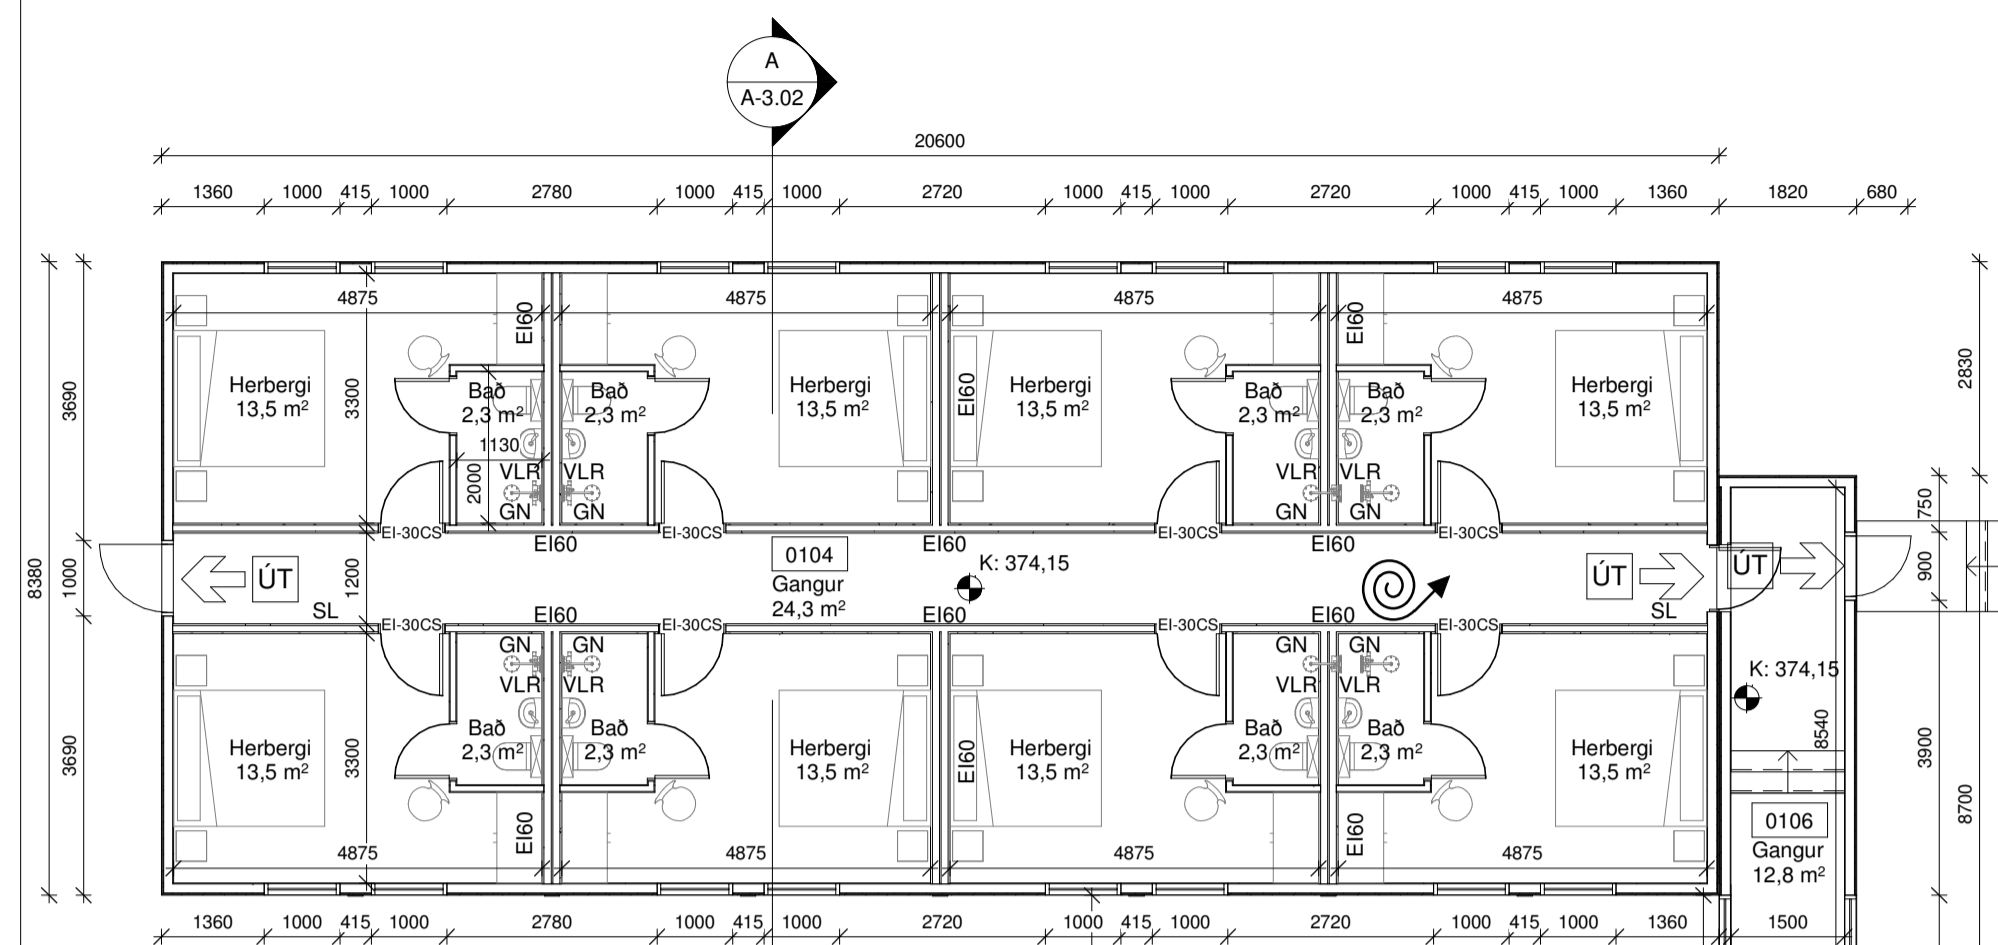 A
A-3.02
20600
1360 1000 415 1000 2780 1000 415 1000 2720 1000 415 1000 2720 1000 415 1000 1360 1820 680
4875 4875 4875 4875
EI60 EI60
8380
3690
1000
3690
3300
1200
3300
2830
750
900
3900
8700
8540
Herbergi
13,5 m²
Bað
2,3 m²
Bað
2,3 m²
Herbergi
13,5 m²
EI60
Herbergi
13,5 m²
Bað
2,3 m²
Bað
2,3 m²
Herbergi
13,5 m²
1130
2000
VLR VLR VLR VLR
GN GN GN GN
EI-30CS EI-30CS EI-30CS EI-30CS
EI60 EI60 EI60
ÚT
SL
0104
Gangur
24,3 m²
K: 374,15
ÚT
SL
ÚT
EI60 EI60 EI60
EI-30CS EI-30CS EI-30CS EI-30CS
GN GN GN GN
VLR VLR VLR VLR
K: 374,15
Herbergi
13,5 m²
Bað
2,3 m²
Bað
2,3 m²
Herbergi
13,5 m²
EI60
Herbergi
13,5 m²
Bað
2,3 m²
Bað
2,3 m²
Herbergi
13,5 m²
EI60 EI60
0106
Gangur
12,8 m²
4875 4875 4875 4875
1360 1000 415 1000 2780 1000 415 1000 2720 1000 415 1000 2720 1000 415 1000 1360 1500